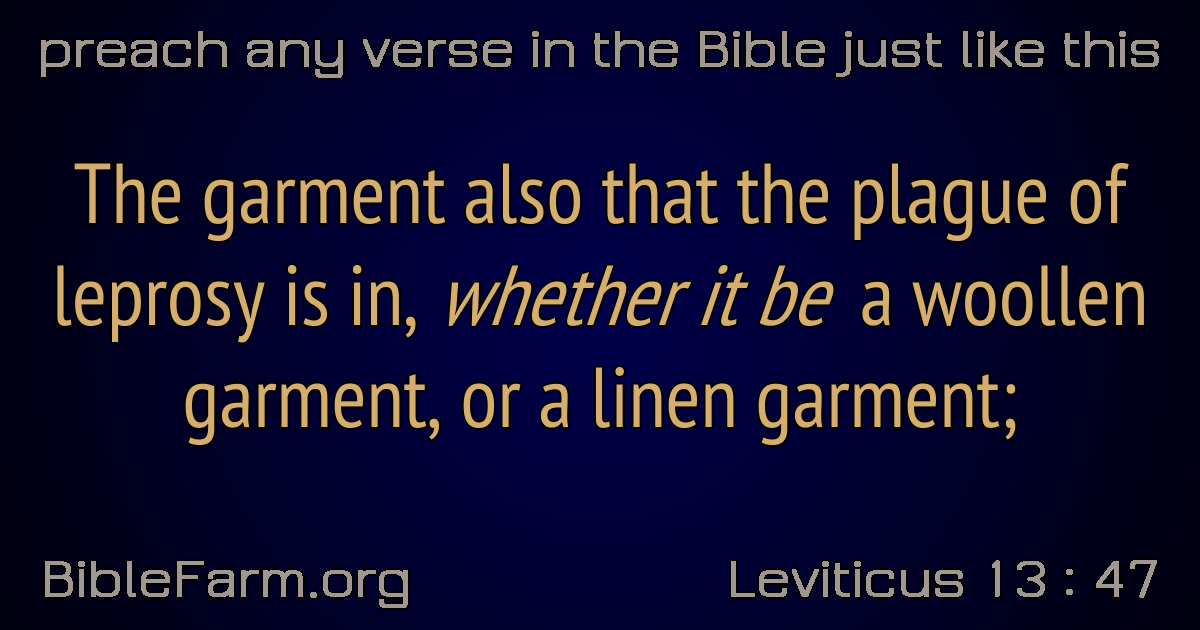 preach any verse in the Bible just like this
The garment also that the plague of
leprosy is in, whether it be a woollen
garment, or a linen garment;
BibleFarm.org
Leviticus 13 : 47